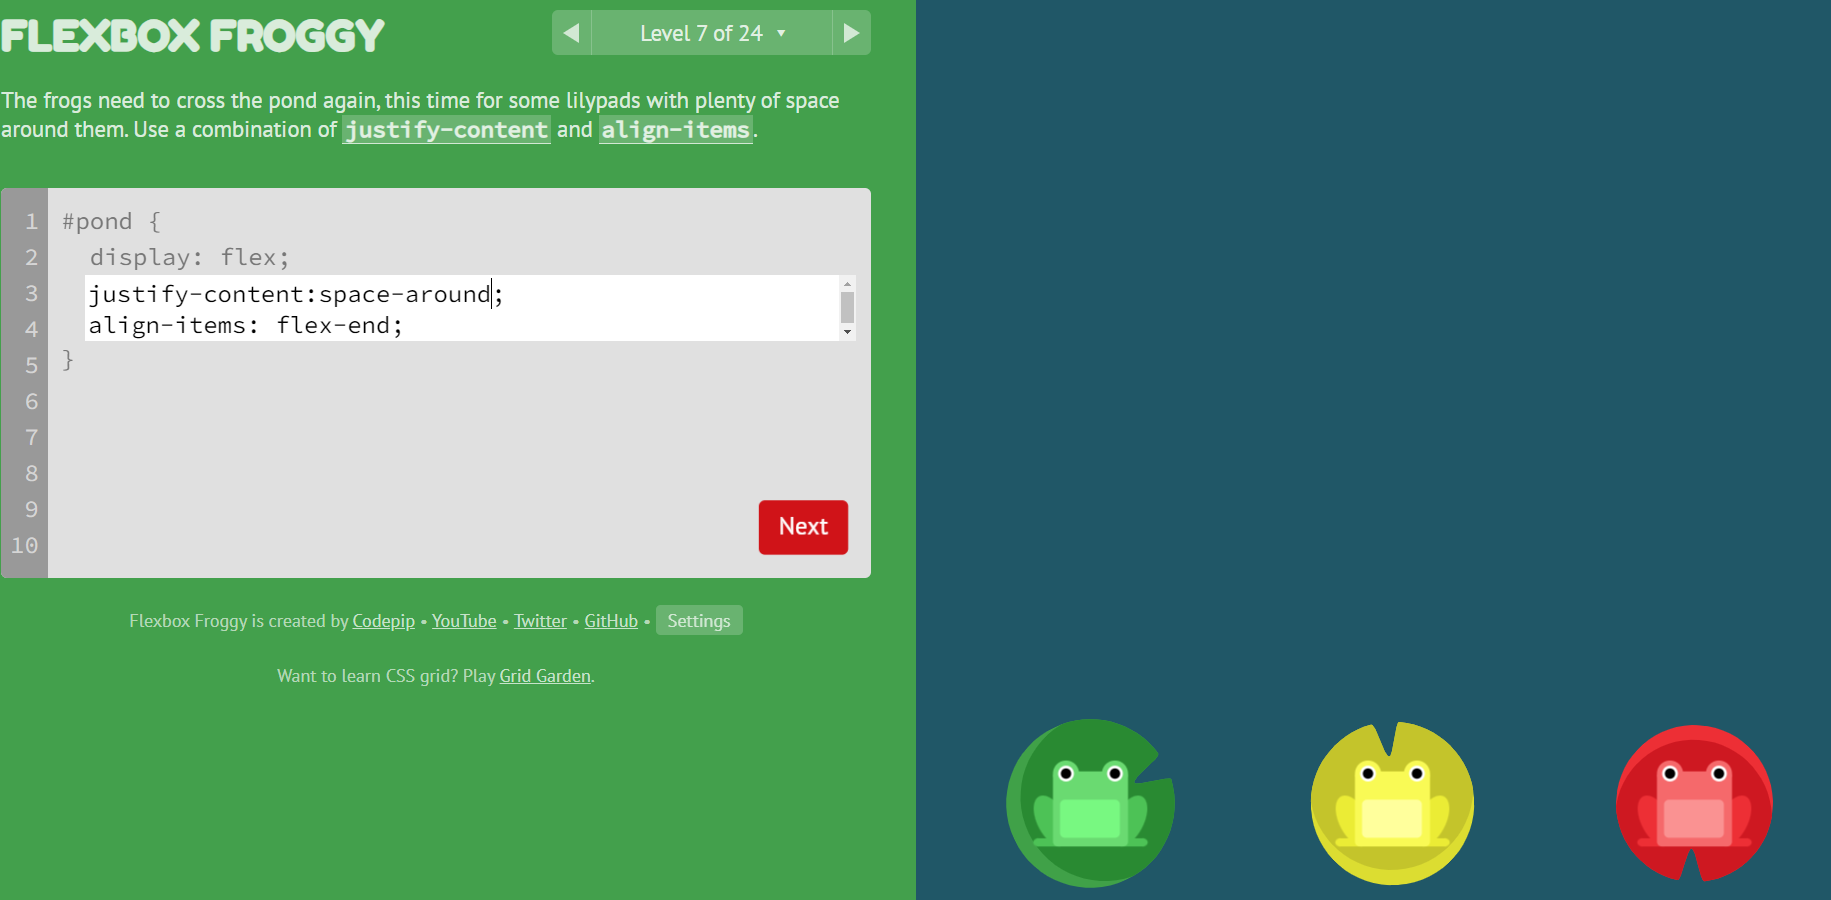 FLEXBOX FROGGY
Level 7 of 24
The frogs need to cross the pond again, this time for some lilypads with plenty of space
around them. Use a combination of justify-content and align-items.
1 #pond {
2 display: flex;
3 justify-content:space-around;
4 align-items: flex-end;
5 }
6
7
8
9
10
Next
Flexbox Froggy is created by Codepip • YouTube • Twitter • GitHub • Settings
Want to learn CSS grid? Play Grid Garden.